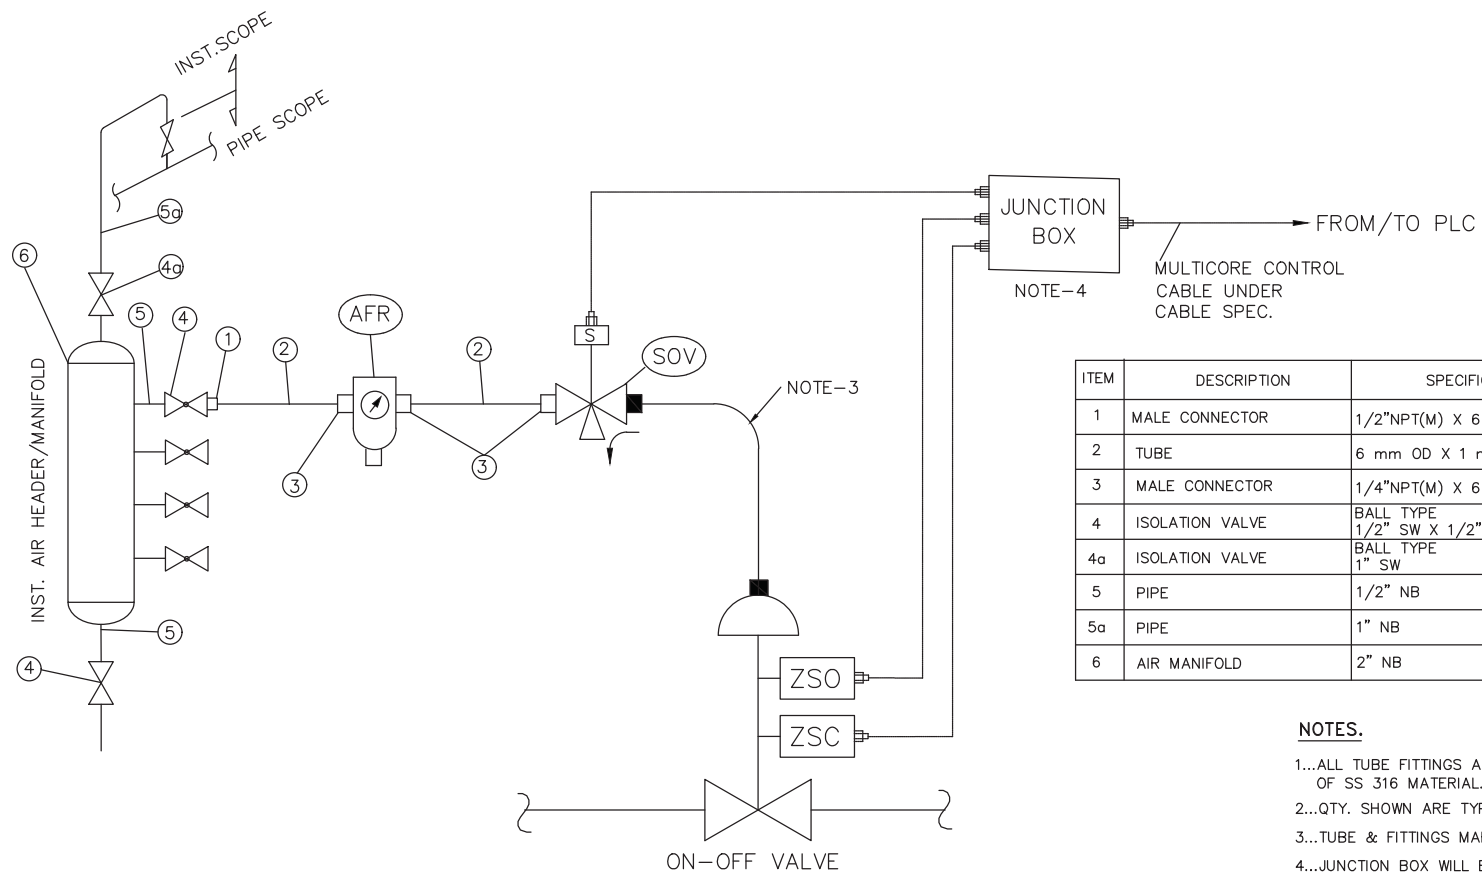 INST.SCOPE
PIPE SCOPE
5a
6
4a
5
4
1
2
AFR
2
S
SOV
NOTE-3
3
3
INST. AIR HEADER/MANIFOLD
5
4
JUNCTION
BOX
NOTE-4
FROM/TO PLC
MULTICORE CONTROL
CABLE UNDER
CABLE SPEC.
ZSO
ZSC
ON-OFF VALVE
ITEM DESCRIPTION
1 MALE CONNECTOR 1/2"NPT(M) X 6
2 TUBE 6 mm OD X 1
3 MALE CONNECTOR 1/4"NPT(M) X 6
4 ISOLATION VALVE BALL TYPE
1/2" SW X 1/2"
4a ISOLATION VALVE BALL TYPE
1" SW
5 PIPE 1/2" NB
5a PIPE 1" NB
6 AIR MANIFOLD 2" NB
NOTES.
1...ALL TUBE FITTINGS
OF SS 316 MATERIAL.
2...QTY. SHOWN ARE
3...TUBE & FITTINGS
4...JUNCTION BOX WILL